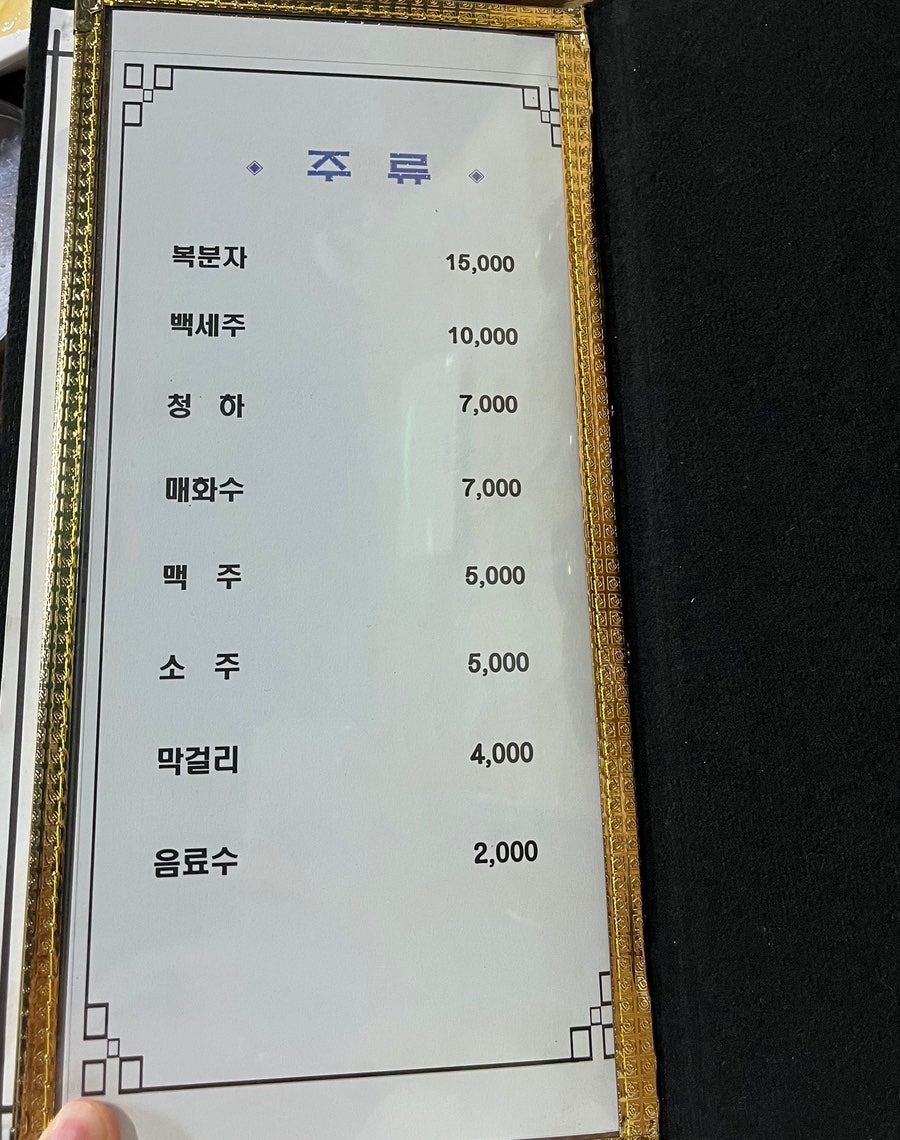 ◈ 주 류 ◈
복분자 15,000
백세주 10,000
청 하 7,000
매화수 7,000
맥 주 5,000
소 주 5,000
막걸리 4,000
음료수 2,000